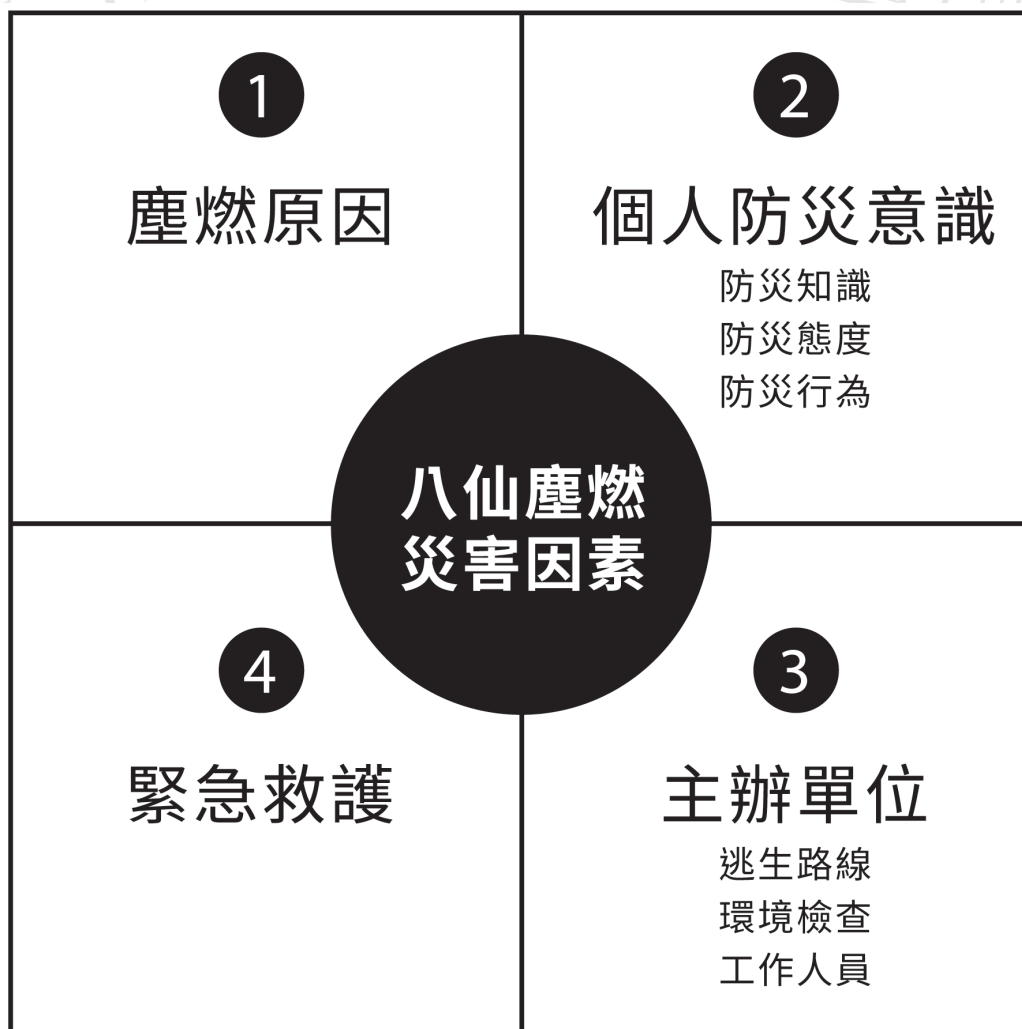 1
塵燃原因
2
個人防災意識
防災知識
防災態度
防災行為
八仙塵燃
災害因素
4
緊急救護
3
主辦單位
逃生路線
環境檢查
工作人員